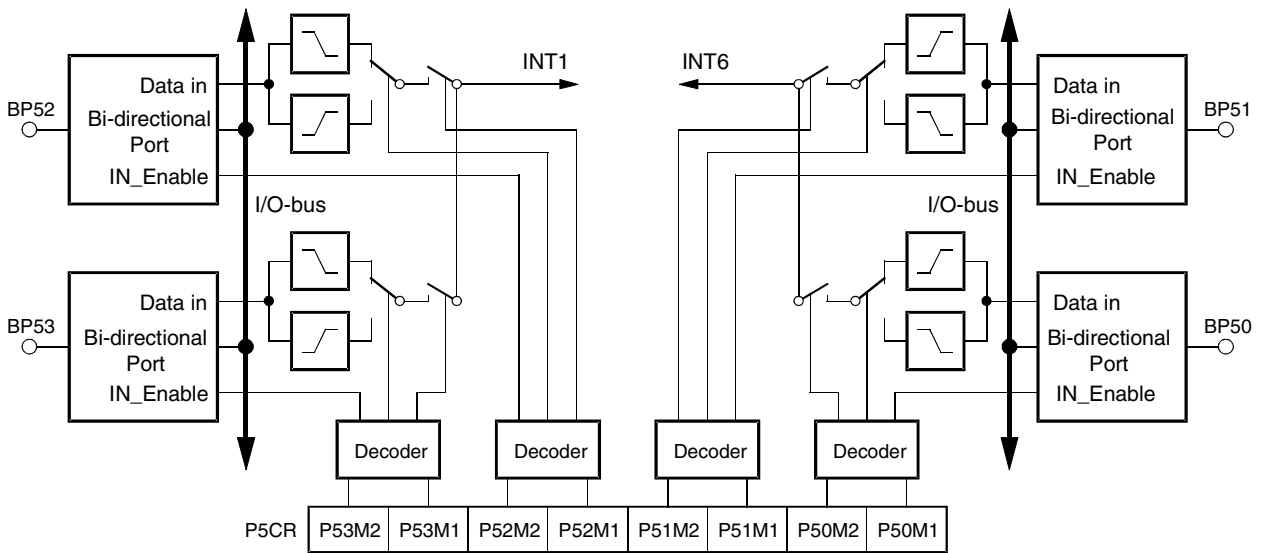 INT1
INT6
BP52
Data in
Bi-directional
Port
IN_Enable
I/O-bus
BP51
Data in
Bi-directional
Port
IN_Enable
I/O-bus
BP53
Data in
Bi-directional
Port
IN_Enable
BP50
Data in
Bi-directional
Port
IN_Enable
Decoder
Decoder
Decoder
Decoder
P5CR P53M2 P53M1 P52M2 P52M1 P51M2 P51M1 P50M2 P50M1